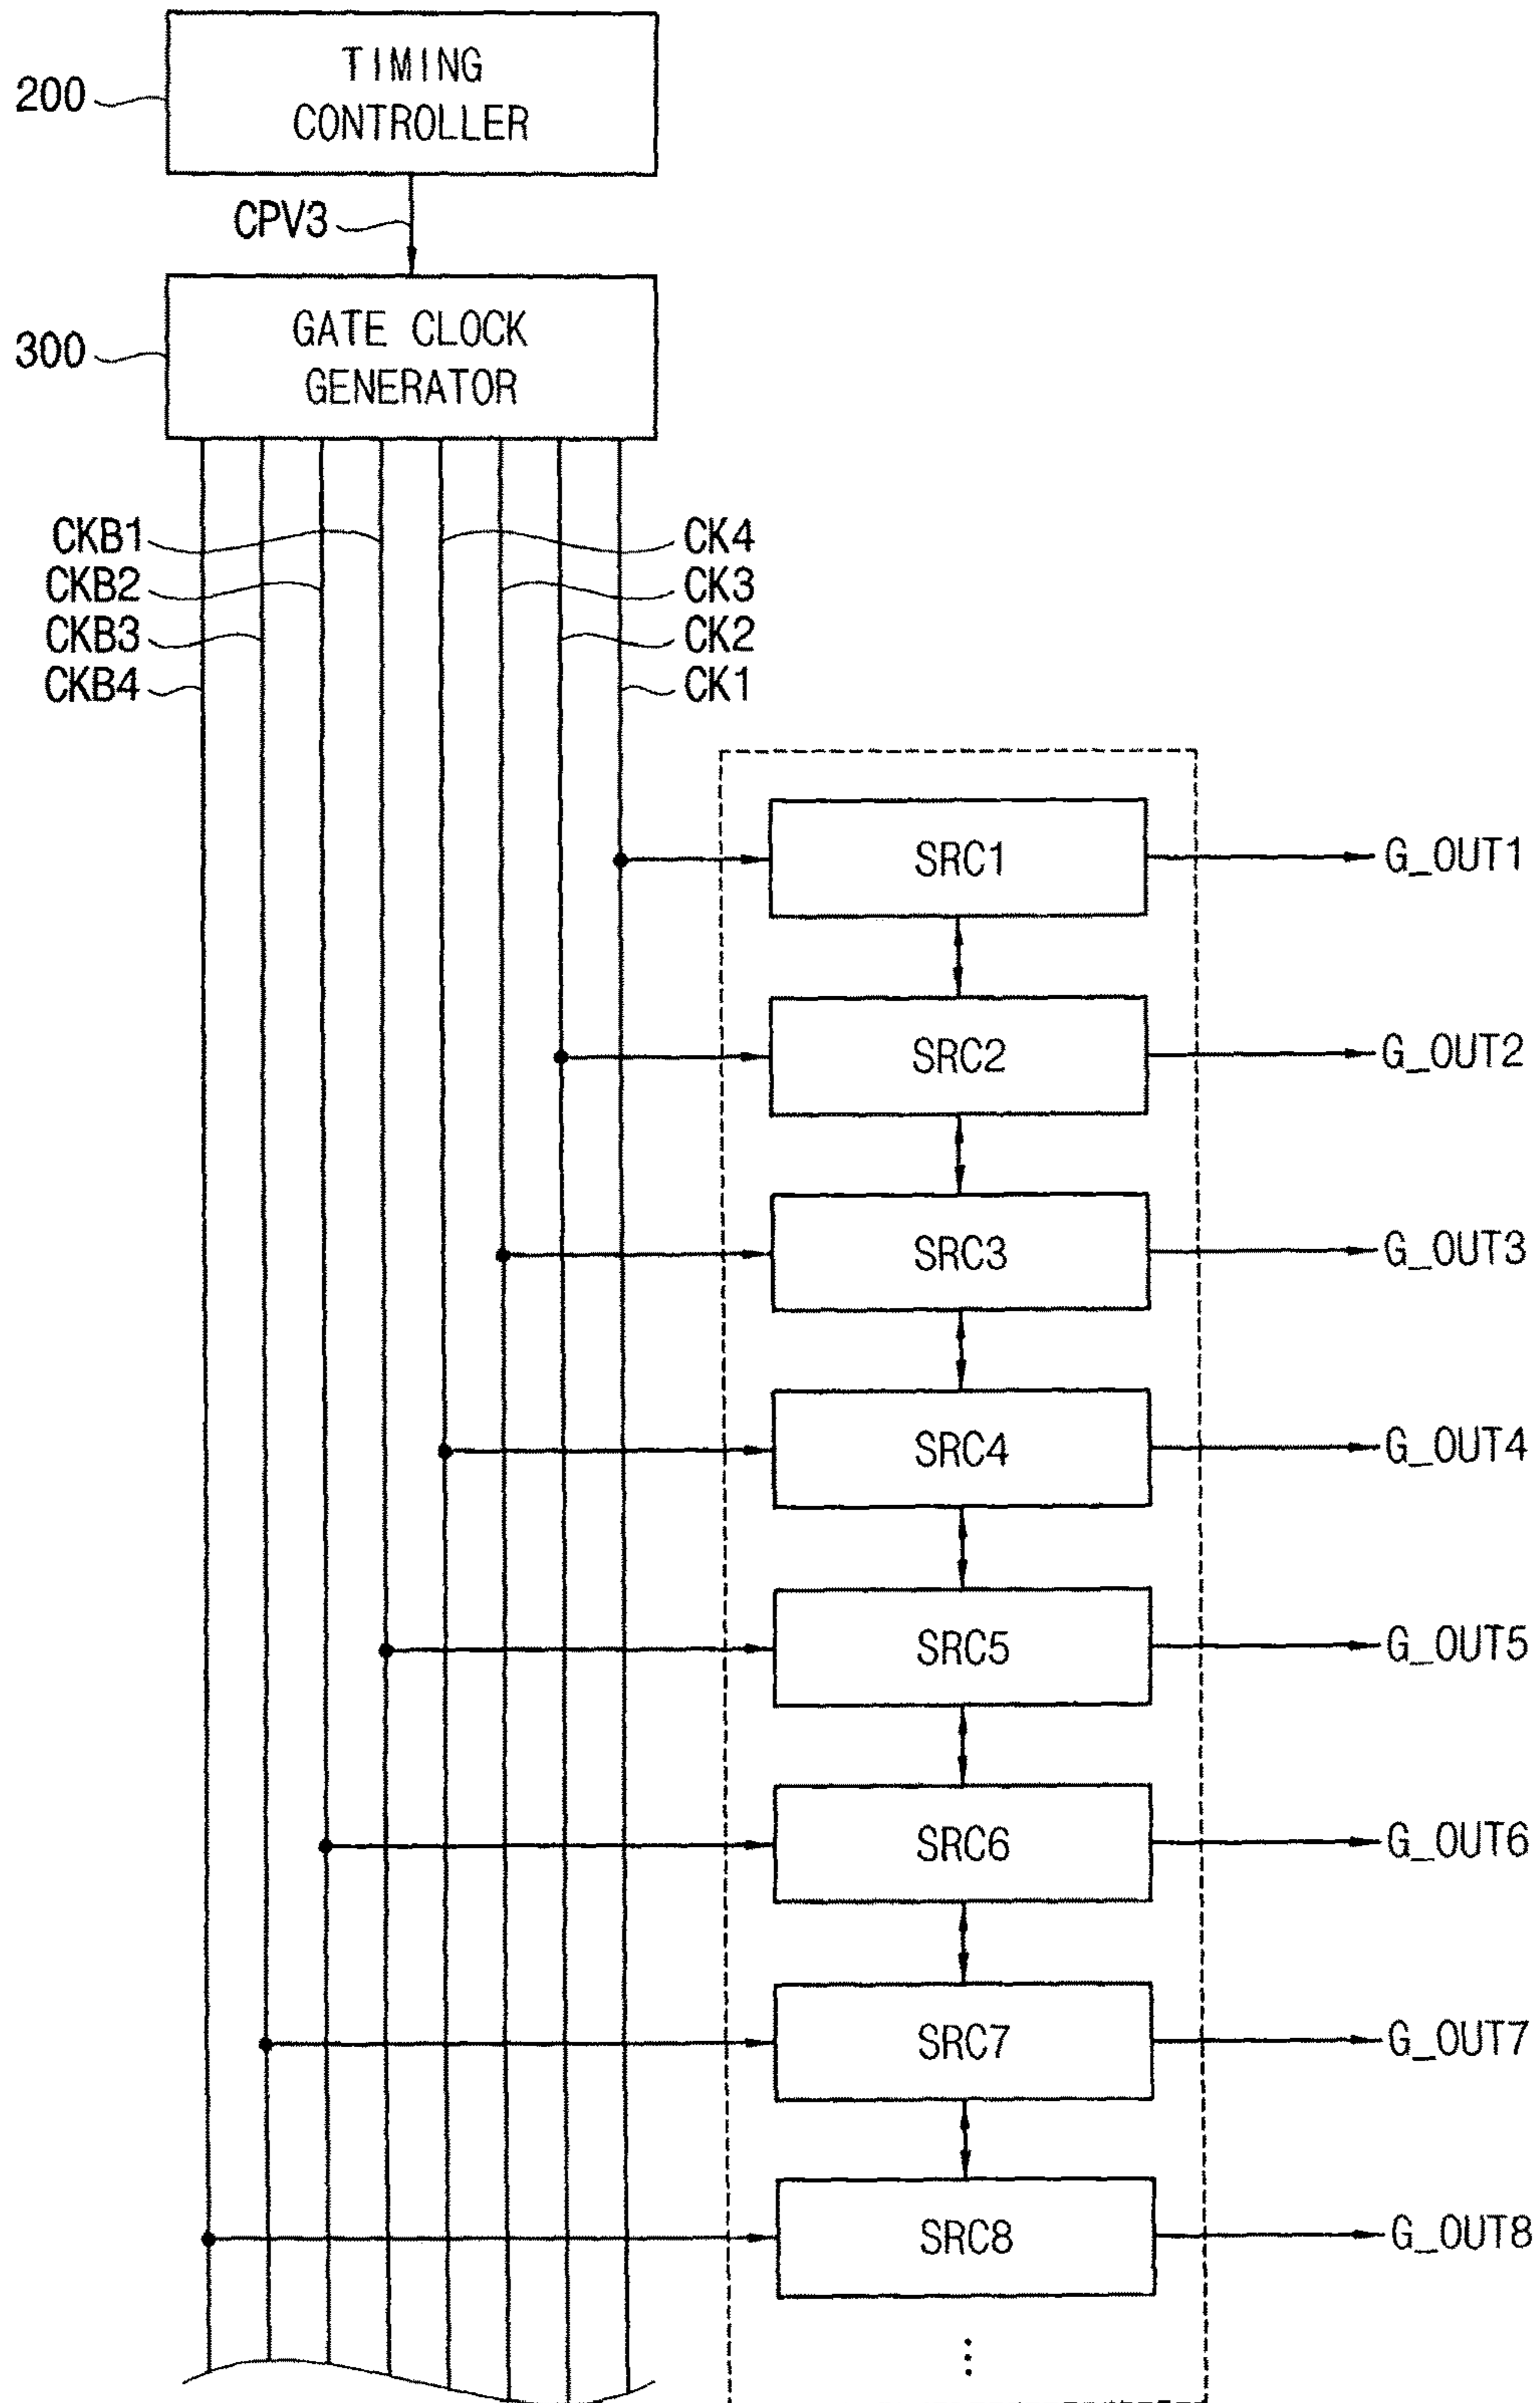 TIMING
CONTROLLER
200
CPV3
GATE CLOCK
GENERATOR
300
CKB1
CK4
CKB2
CK3
CKB3
CK2
CKB4
CK1
SRC1
G_OUT1
SRC2
G_OUT2
SRC3
G_OUT3
SRC4
G_OUT4
SRC5
G_OUT5
SRC6
G_OUT6
SRC7
G_OUT7
SRC8
G_OUT8